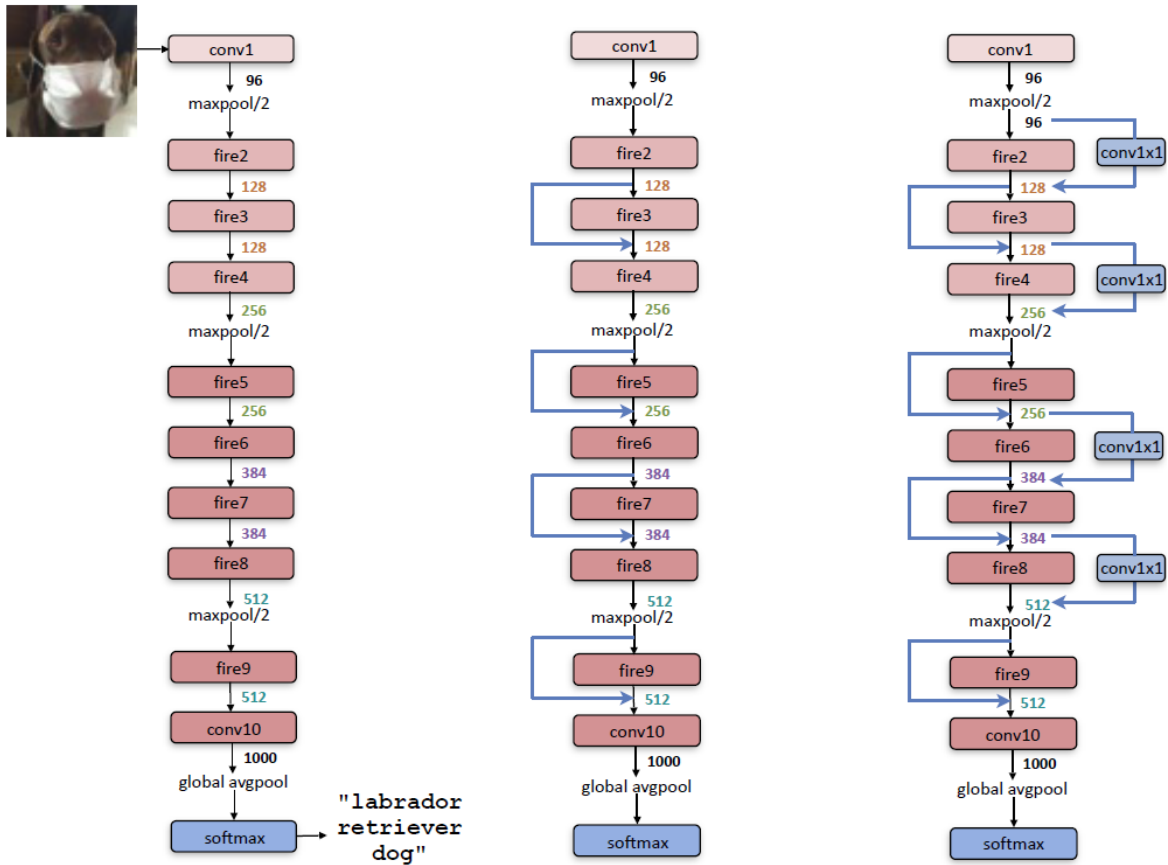 conv1
96
maxpool/2
fire2
128
fire3
128
fire4
256
maxpool/2
fire5
256
fire6
384
fire7
384
fire8
512
maxpool/2
fire9
512
conv10
1000
global avgpool
softmax
"labrador
retriever
dog"
conv1
96
maxpool/2
fire2
128
fire3
128
fire4
256
maxpool/2
fire5
256
fire6
384
fire7
384
fire8
512
maxpool/2
fire9
512
conv10
1000
global avgpool
softmax
conv1
96
maxpool/2
96
conv1x1
fire2
128
fire3
128
conv1x1
fire4
256
maxpool/2
fire5
256
fire6
conv1x1
384
fire7
384
fire8
conv1x1
512
maxpool/2
fire9
512
conv10
1000
global avgpool
softmax